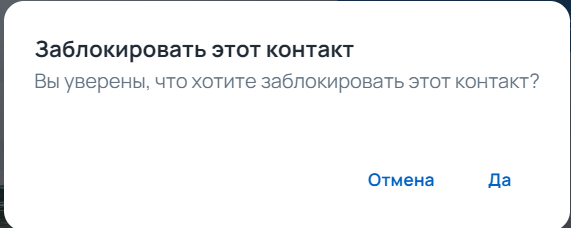 Заблокировать этот контакт
Вы уверены, что хотите заблокировать этот контакт?
Отмена Да